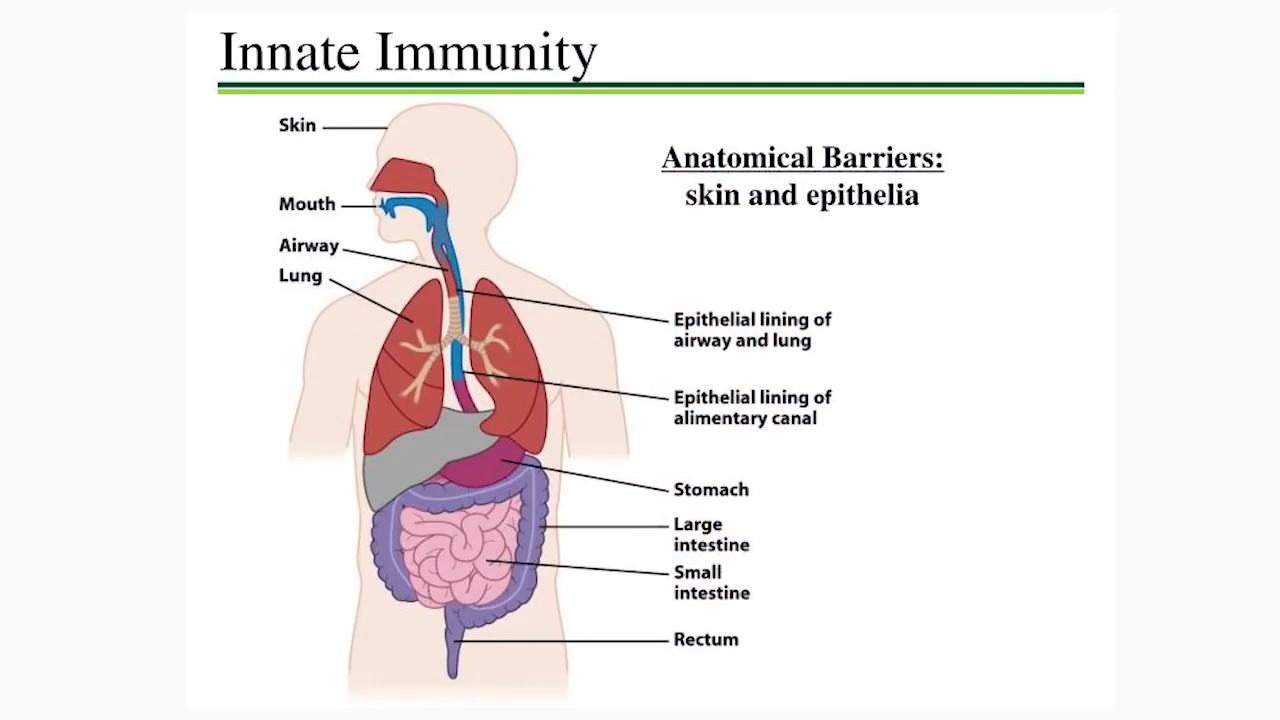 Innate Immunity
Skin
Mouth
Airway
Lung
Anatomical Barriers:
skin and epithelia
Epithelial lining of
airway and lung
Epithelial lining of
alimentary canal
Stomach
Large
intestine
Small
intestine
Rectum